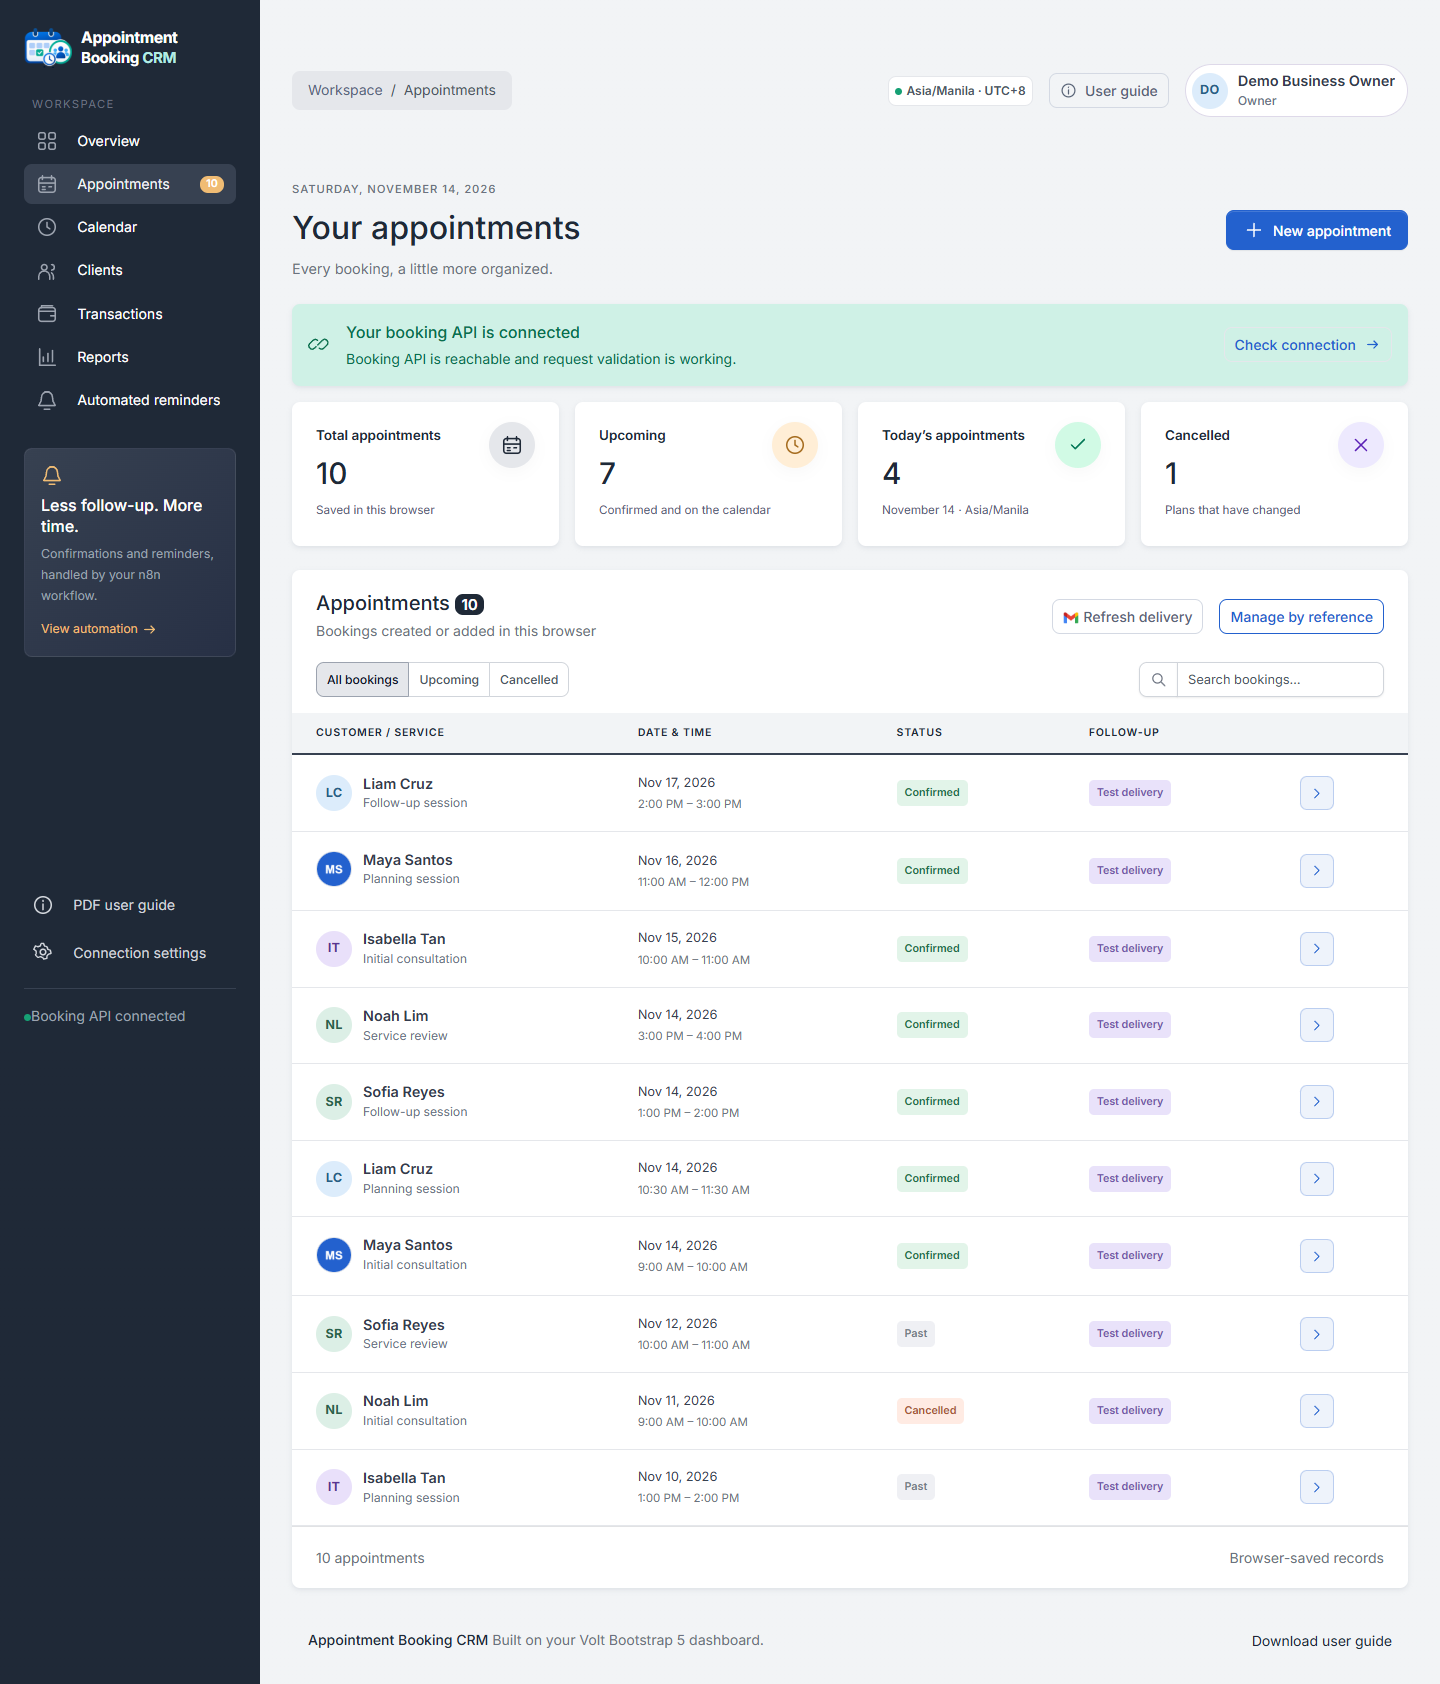 Appointment
Booking CRM
WORKSPACE
Overview
Appointments 10
Calendar
Clients
Transactions
Reports
Automated reminders
Less follow-up. More
time.
Confirmations and reminders,
handled by your n8n
workflow.
View automation →
PDF user guide
Connection settings
Booking API connected
Workspace / Appointments
Asia/Manila · UTC+8
User guide
DO
Demo Business Owner
Owner
SATURDAY, NOVEMBER 14, 2026
Your appointments
Every booking, a little more organized.
New appointment
Your booking API is connected
Booking API is reachable and request validation is working.
Check connection →
Total appointments
10
Saved in this browser
Upcoming
7
Confirmed and on the calendar
Today’s appointments
4
November 14 · Asia/Manila
Cancelled
1
Plans that have changed
Appointments 10
Bookings created or added in this browser
Refresh delivery
Manage by reference
All bookings Upcoming Cancelled
Search bookings...
CUSTOMER / SERVICE DATE & TIME STATUS FOLLOW-UP
LC Liam Cruz Nov 17, 2026 Confirmed Test delivery
Follow-up session 2:00 PM – 3:00 PM
MS Maya Santos Nov 16, 2026 Confirmed Test delivery
Planning session 11:00 AM – 12:00 PM
IT Isabella Tan Nov 15, 2026 Confirmed Test delivery
Initial consultation 10:00 AM – 11:00 AM
NL Noah Lim Nov 14, 2026 Confirmed Test delivery
Service review 3:00 PM – 4:00 PM
SR Sofia Reyes Nov 14, 2026 Confirmed Test delivery
Follow-up session 1:00 PM – 2:00 PM
LC Liam Cruz Nov 14, 2026 Confirmed Test delivery
Planning session 10:30 AM – 11:30 AM
MS Maya Santos Nov 14, 2026 Confirmed Test delivery
Initial consultation 9:00 AM – 10:00 AM
SR Sofia Reyes Nov 12, 2026 Past Test delivery
Service review 10:00 AM – 11:00 AM
NL Noah Lim Nov 11, 2026 Cancelled Test delivery
Initial consultation 9:00 AM – 10:00 AM
IT Isabella Tan Nov 10, 2026 Past Test delivery
Planning session 1:00 PM – 2:00 PM
10 appointments Browser-saved records
Appointment Booking CRM Built on your Volt Bootstrap 5 dashboard.
Download user guide